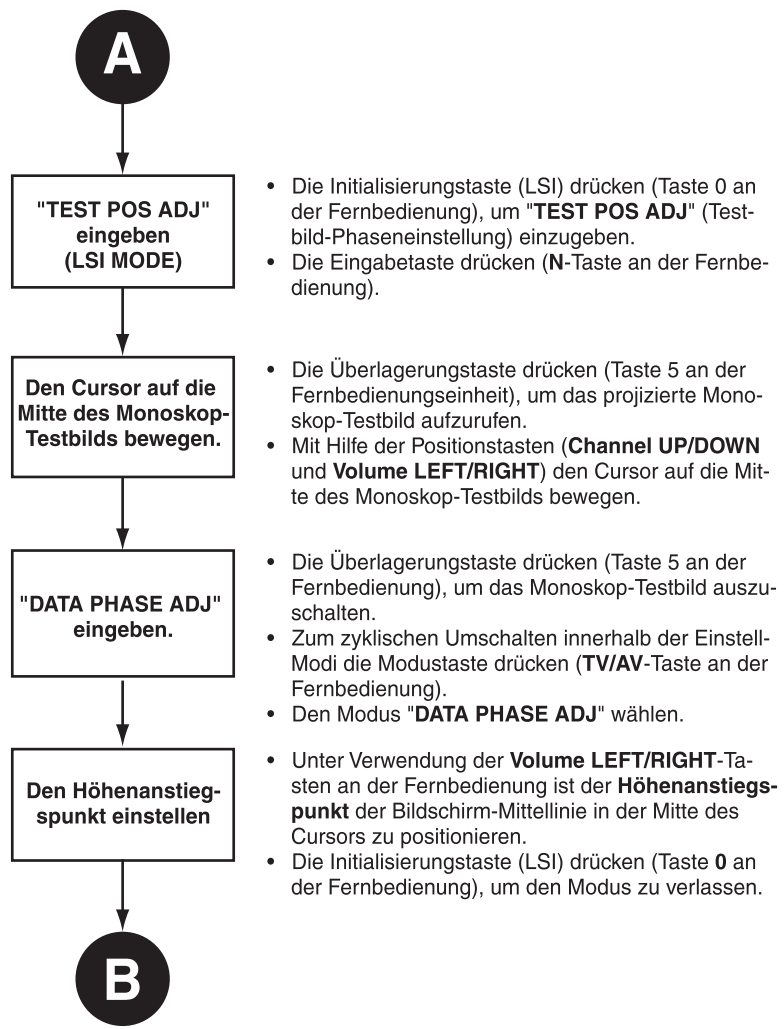 A
"TEST POS ADJ"
eingeben
(LSI MODE)
• Die Initialisierungstaste (LSI) drücken (Taste 0 an
der Fernbedienung), um "TEST POS ADJ" (Test-
bild-Phaseneinstellung) einzugeben.
• Die Eingabetaste drücken (N-Taste an der Fernbe-
dienung).
Den Cursor auf die
Mitte des Monoskop-
Testbilds bewegen.
• Die Überlagerungstaste drücken (Taste 5 an der
Fernbedienungseinheit), um das projizierte Mono-
skop-Testbild aufzurufen.
• Mit Hilfe der Positionstasten (Channel UP/DOWN
und Volume LEFT/RIGHT) den Cursor auf die Mit-
te des Monoskop-Testbilds bewegen.
"DATA PHASE ADJ"
eingeben.
• Die Überlagerungstaste drücken (Taste 5 an der
Fernbedienung), um das Monoskop-Testbild auszu-
schalten.
• Zum zyklischen Umschalten innerhalb der Einstell-
Modi die Modustaste drücken (TV/AV-Taste an der
Fernbedienung).
• Den Modus "DATA PHASE ADJ" wählen.
Den Höhenanstieg-
spunkt einstellen
• Unter Verwendung der Volume LEFT/RIGHT-Ta-
sten an der Fernbedienung ist der Höhenanstiegs-
punkt der Bildschirm-Mittellinie in der Mitte des
Cursors zu positionieren.
• Die Initialisierungstaste (LSI) drücken (Taste 0 an
der Fernbedienung), um den Modus zu verlassen.
B